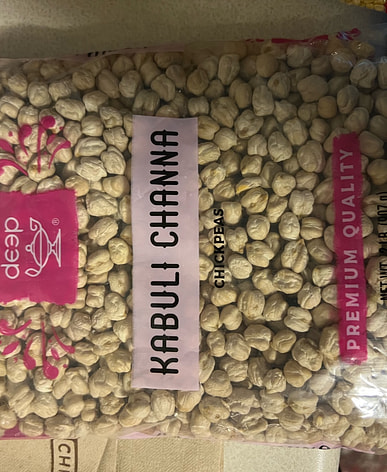 deep
®
KABULI CHANNA
CHICKPEAS
PREMIUM QUALITY